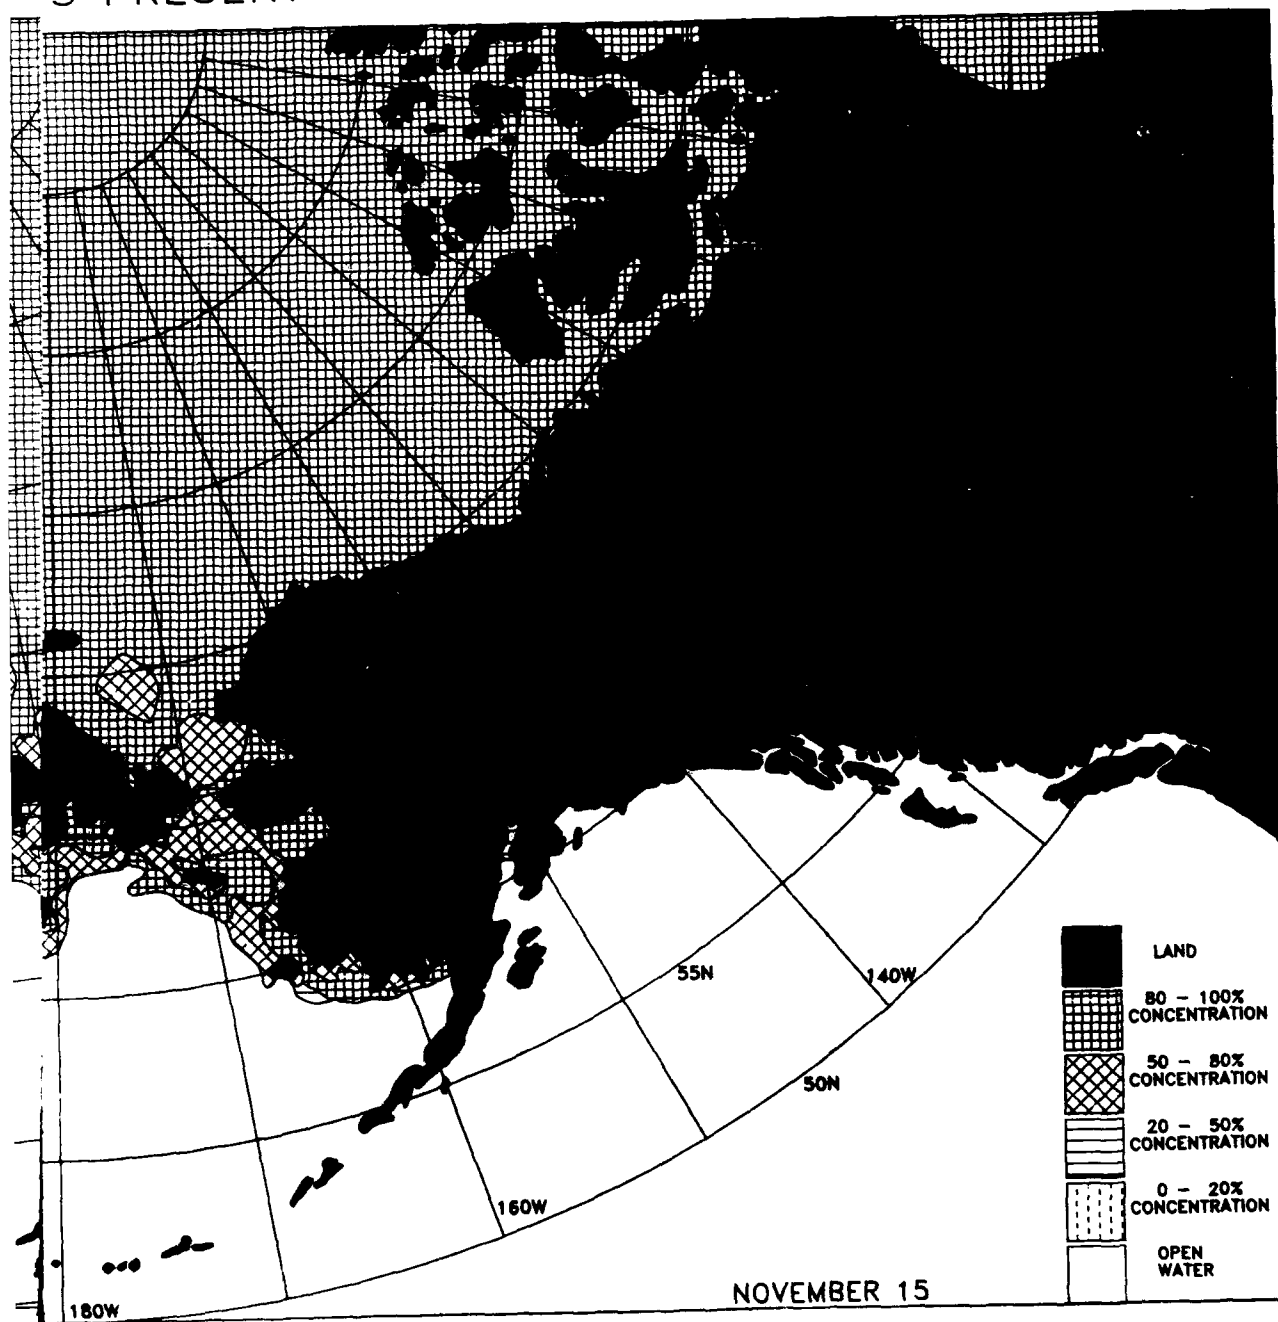 LAND
80 - 100%
CONCENTRATION
50 - 80%
CONCENTRATION
20 - 50%
CONCENTRATION
0 - 20%
CONCENTRATION
OPEN
WATER
55N
140W
50N
160W
180W
NOVEMBER 15